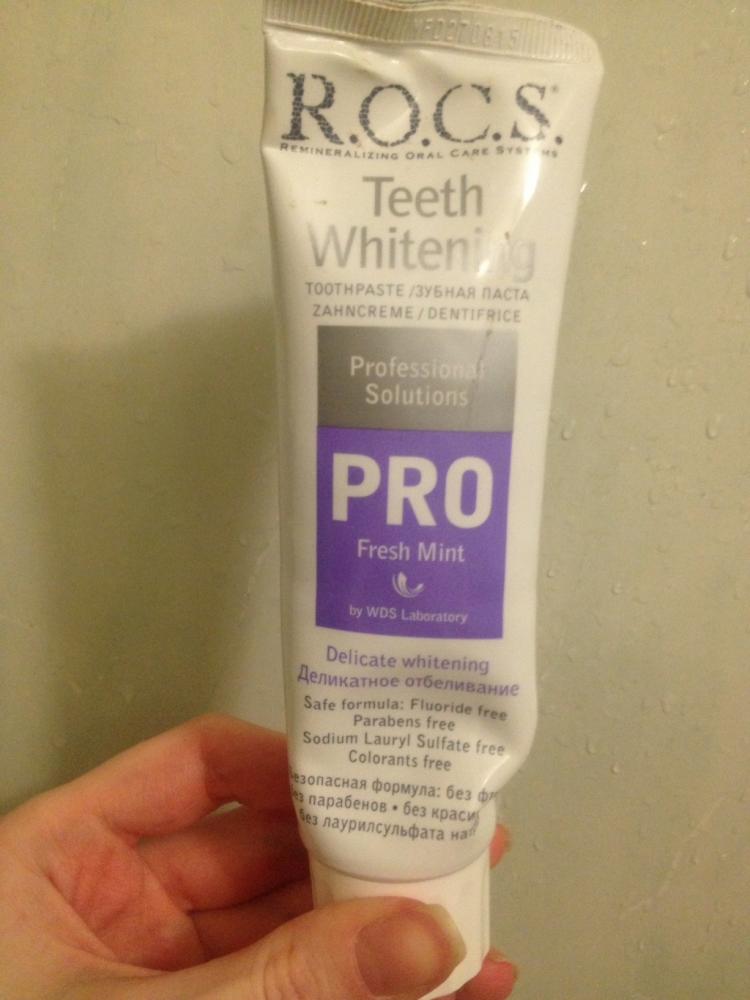 R.O.C.S.
REMINERALIZING ORAL CARE SYSTEMS
Teeth
Whitening
TOOTHPASTE / ЗУБНАЯ ПАСТА
ZAHNCREME / DENTIFRICE
Professional
Solutions
PRO
Fresh Mint
by WDS Laboratory
Delicate whitening
Деликатное отбеливание
Safe formula: Fluoride free
Parabens free
Sodium Lauryl Sulfate free
Colorants free
формула: без
парабенов • без
без лаурилсульфата